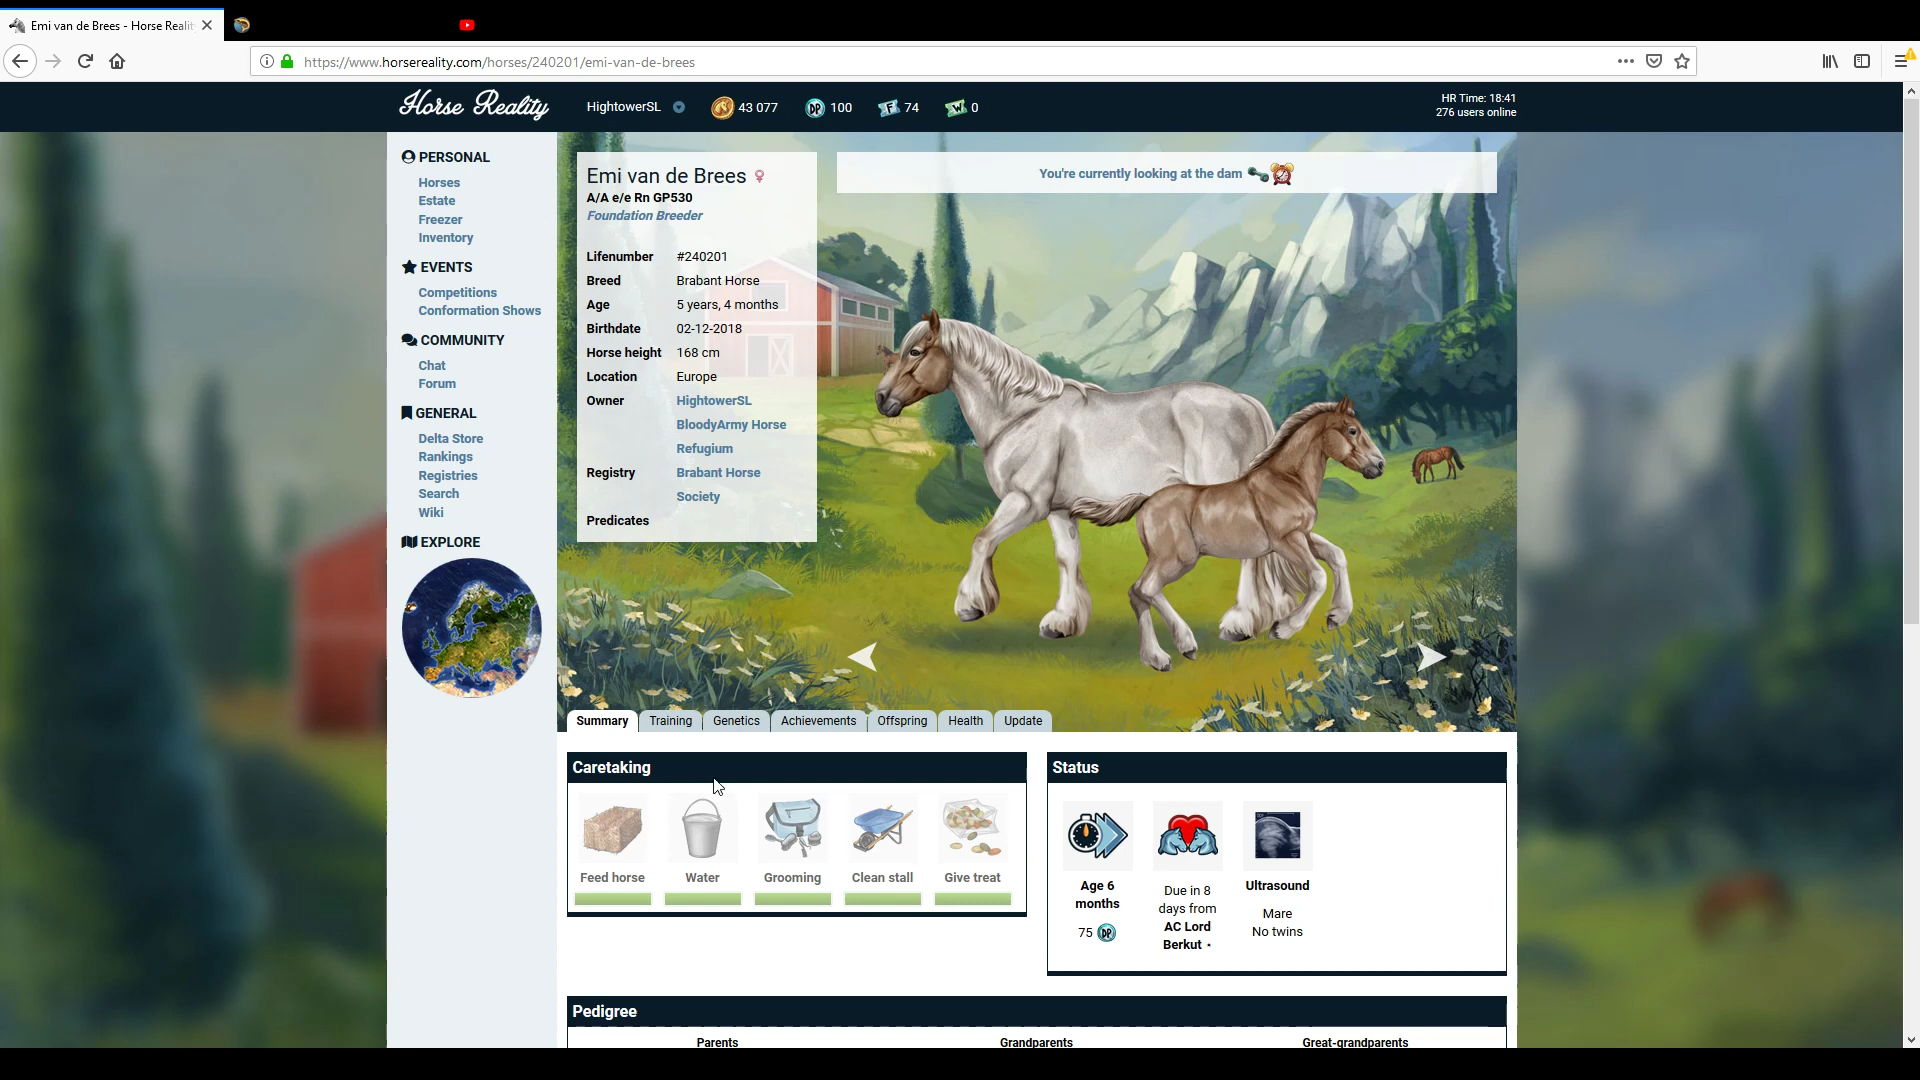 Emi van de Brees - Horse Realit
https://www.horsereality.com/horses/240201/emi-van-de-brees
Horse Reality
HightowerSL
43 077
DP
100
F
74
W
0
HR Time: 18:41
276 users online
PERSONAL
Horses
Estate
Freezer
Inventory
EVENTS
Competitions
Conformation Shows
COMMUNITY
Chat
Forum
GENERAL
Delta Store
Rankings
Registries
Search
Wiki
EXPLORE
Emi van de Brees
A/A e/e Rn GP530
Foundation Breeder
Lifenumber #240201
Breed Brabant Horse
Age 5 years, 4 months
Birthdate 02-12-2018
Horse height 168 cm
Location Europe
Owner HightowerSL
BloodyArmy Horse
Refugium
Registry Brabant Horse
Society
Predicates
You're currently looking at the dam
Summary
Training
Genetics
Achievements
Offspring
Health
Update
Caretaking
Feed horse
Water
Grooming
Clean stall
Give treat
Status
Age 6
months
75 DP
Due in 8
days from
AC Lord
Berkut •
Ultrasound
Mare
No twins
Pedigree
Parents
Grandparents
Great-grandparents